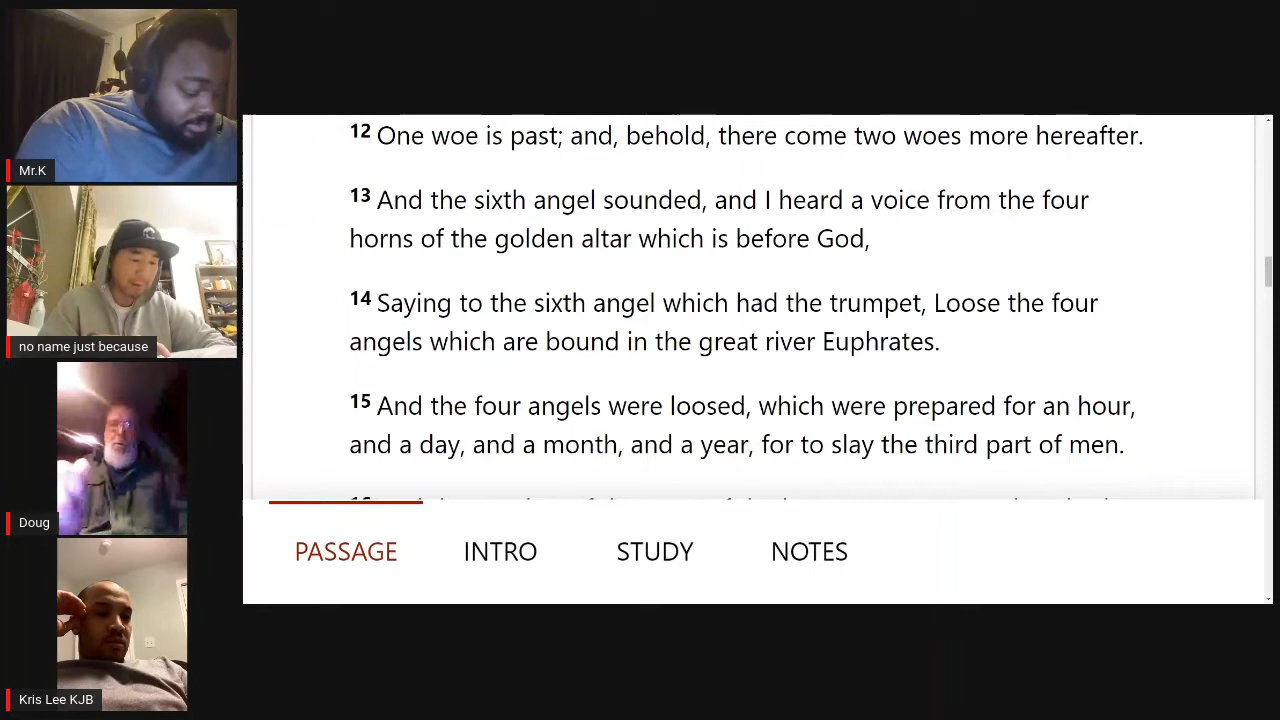 Mr.K
no name just because
Doug
Kris Lee KJB
12 One woe is past; and, behold, there come two woes more hereafter.
13 And the sixth angel sounded, and I heard a voice from the four
horns of the golden altar which is before God,
14 Saying to the sixth angel which had the trumpet, Loose the four
angels which are bound in the great river Euphrates.
15 And the four angels were loosed, which were prepared for an hour,
and a day, and a month, and a year, for to slay the third part of men.
PASSAGE INTRO STUDY NOTES